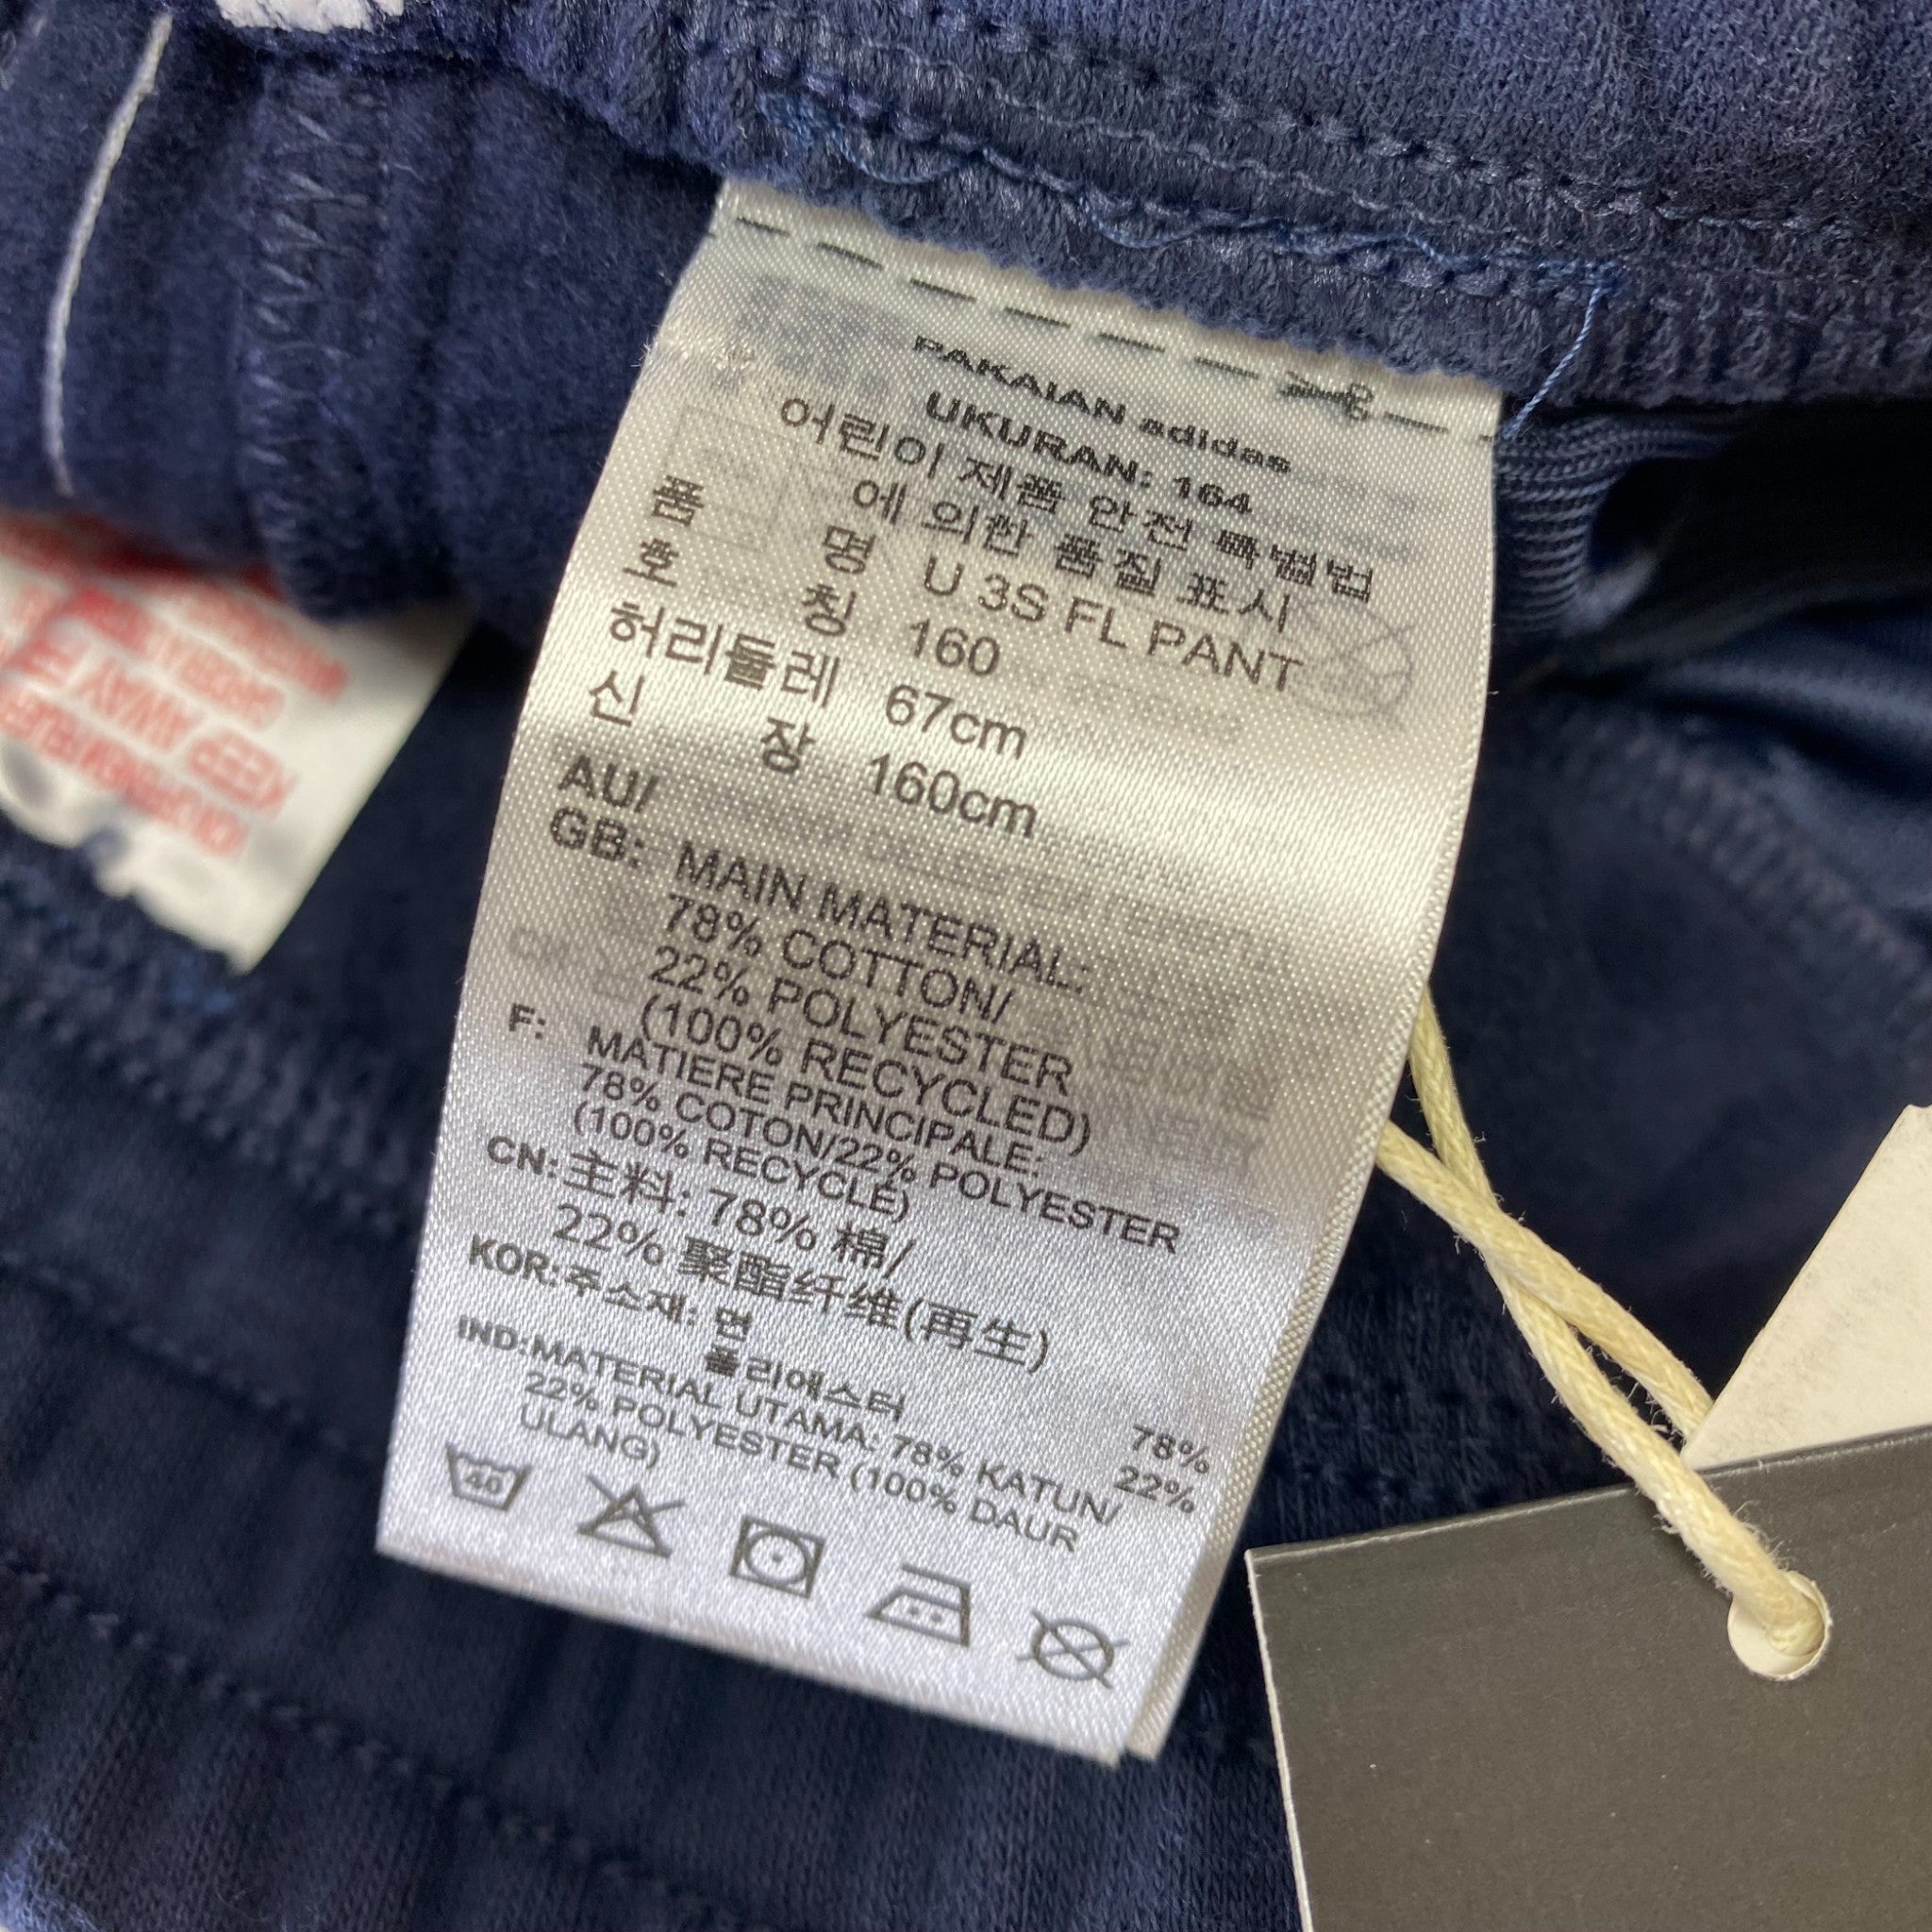 PAKAIAN adidas
UKURAN: 164
어린이 제품 안전 특별법
에 의한 품질 표시
품 명 U 3S FL PANT
호 칭 160
허리둘레 67cm
신 장 160cm
AU/
GB: MAIN MATERIAL:
78% COTTON/
22% POLYESTER
(100% RECYCLED)
F: MATIERE PRINCIPALE:
78% COTON/22% POLYESTER
(100% RECYCLÉ)
CN: 主料: 78% 棉/
22% 聚酯纤维(再生)
KOR: 주소재: 면 78%
폴리에스터 22%
IND: MATERIAL UTAMA: 78% KATUN/
22% POLYESTER (100% DAUR
ULANG)
40
KEEP AWAY F